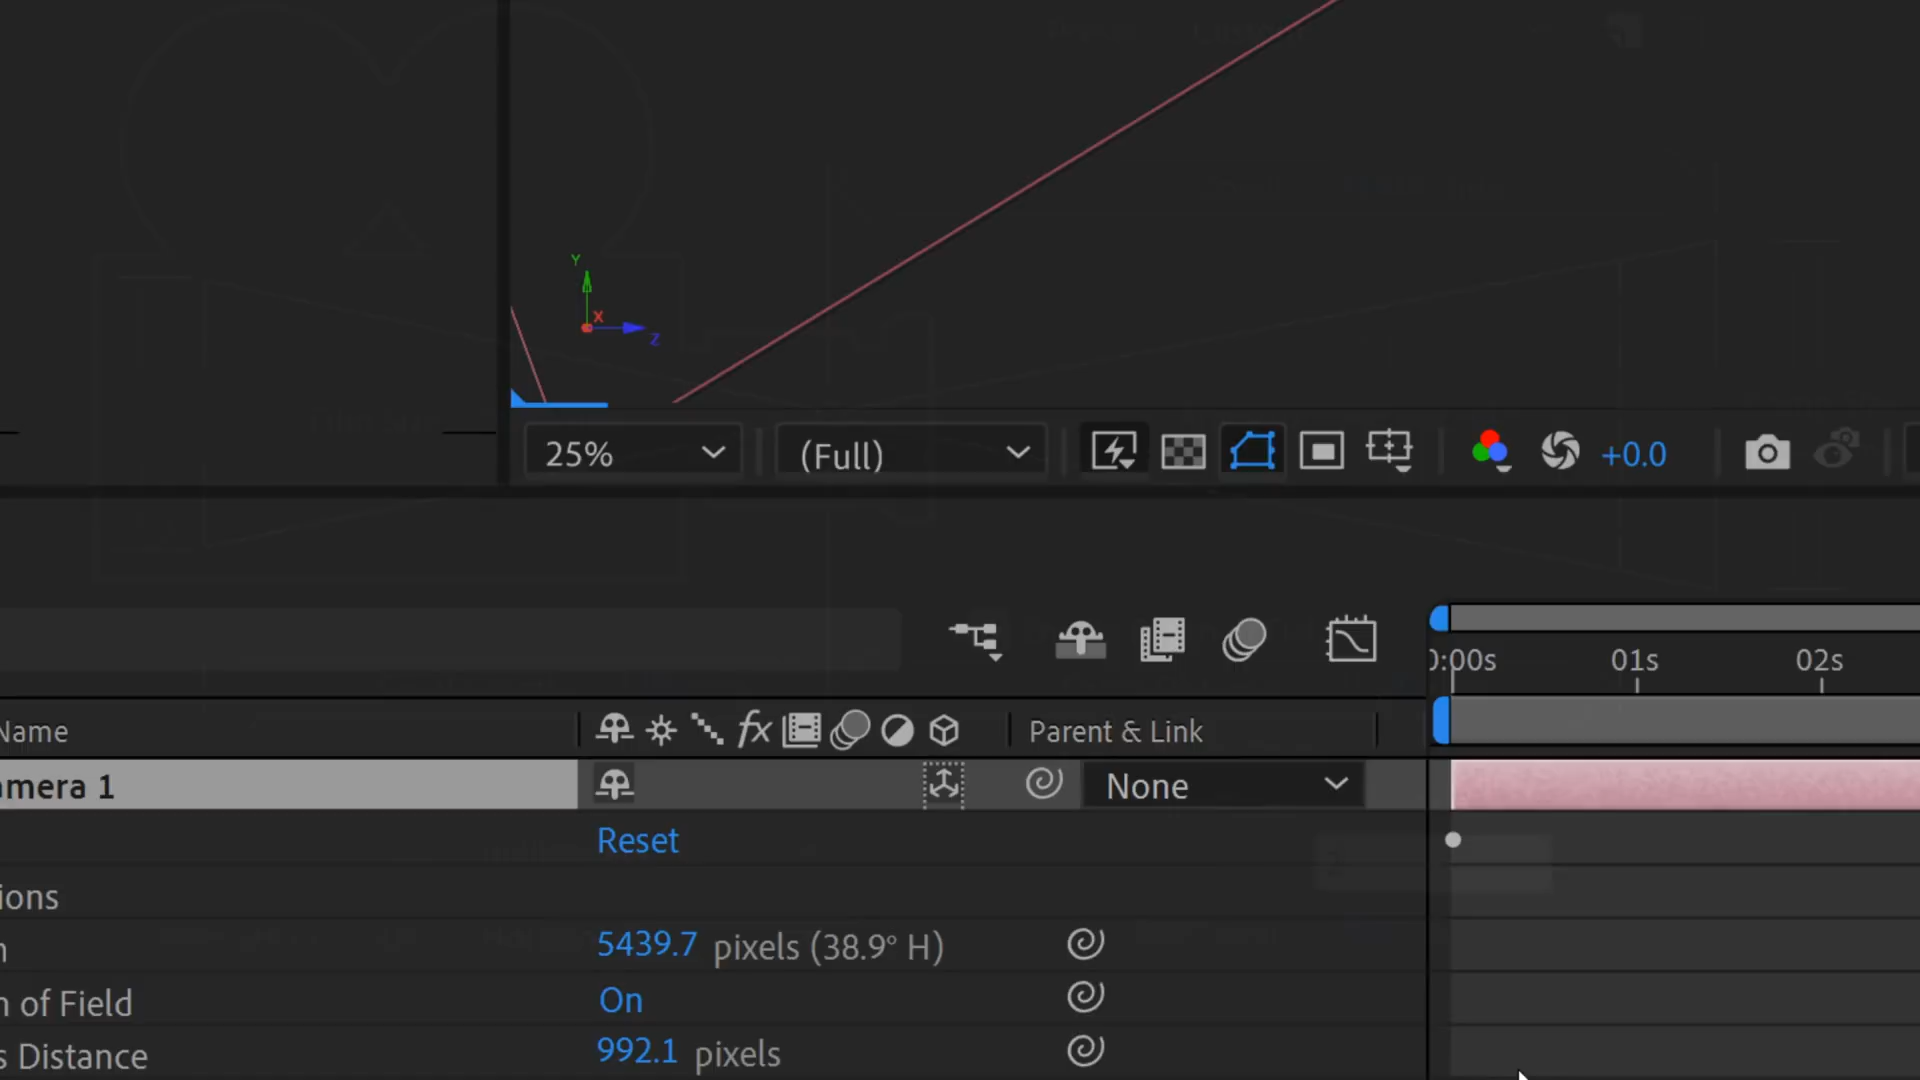 Y
X
Z
25% (Full) +0.0
0:00s 01s 02s
Name fx Parent & Link
amera 1 None
Reset
ions
5439.7 pixels (38.9° H)
n of Field On
s Distance 992.1 pixels